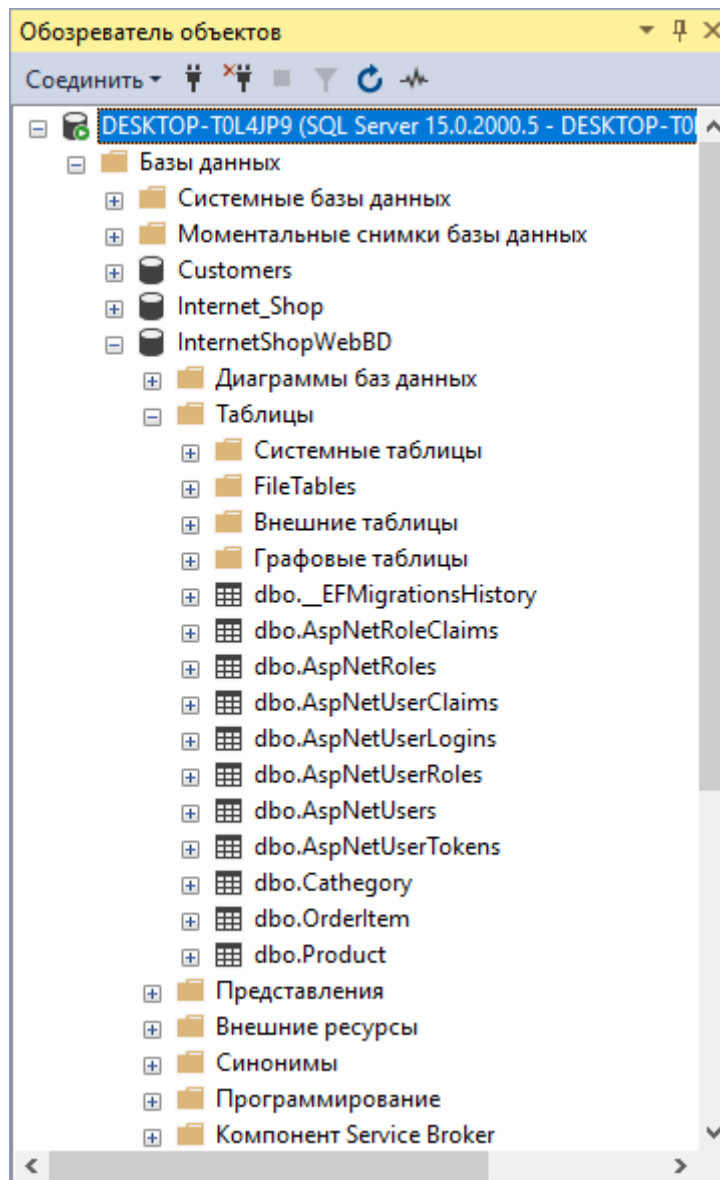 Обозреватель объектов
Соединить
DESKTOP-T0L4JP9 (SQL Server 15.0.2000.5 - DESKTOP-T0
Базы данных
Системные базы данных
Моментальные снимки базы данных
Customers
Internet_Shop
InternetShopWebBD
Диаграммы баз данных
Таблицы
Системные таблицы
FileTables
Внешние таблицы
Графовые таблицы
dbo.__EFMigrationsHistory
dbo.AspNetRoleClaims
dbo.AspNetRoles
dbo.AspNetUserClaims
dbo.AspNetUserLogins
dbo.AspNetUserRoles
dbo.AspNetUsers
dbo.AspNetUserTokens
dbo.Cathegory
dbo.OrderItem
dbo.Product
Представления
Внешние ресурсы
Синонимы
Программирование
Компонент Service Broker